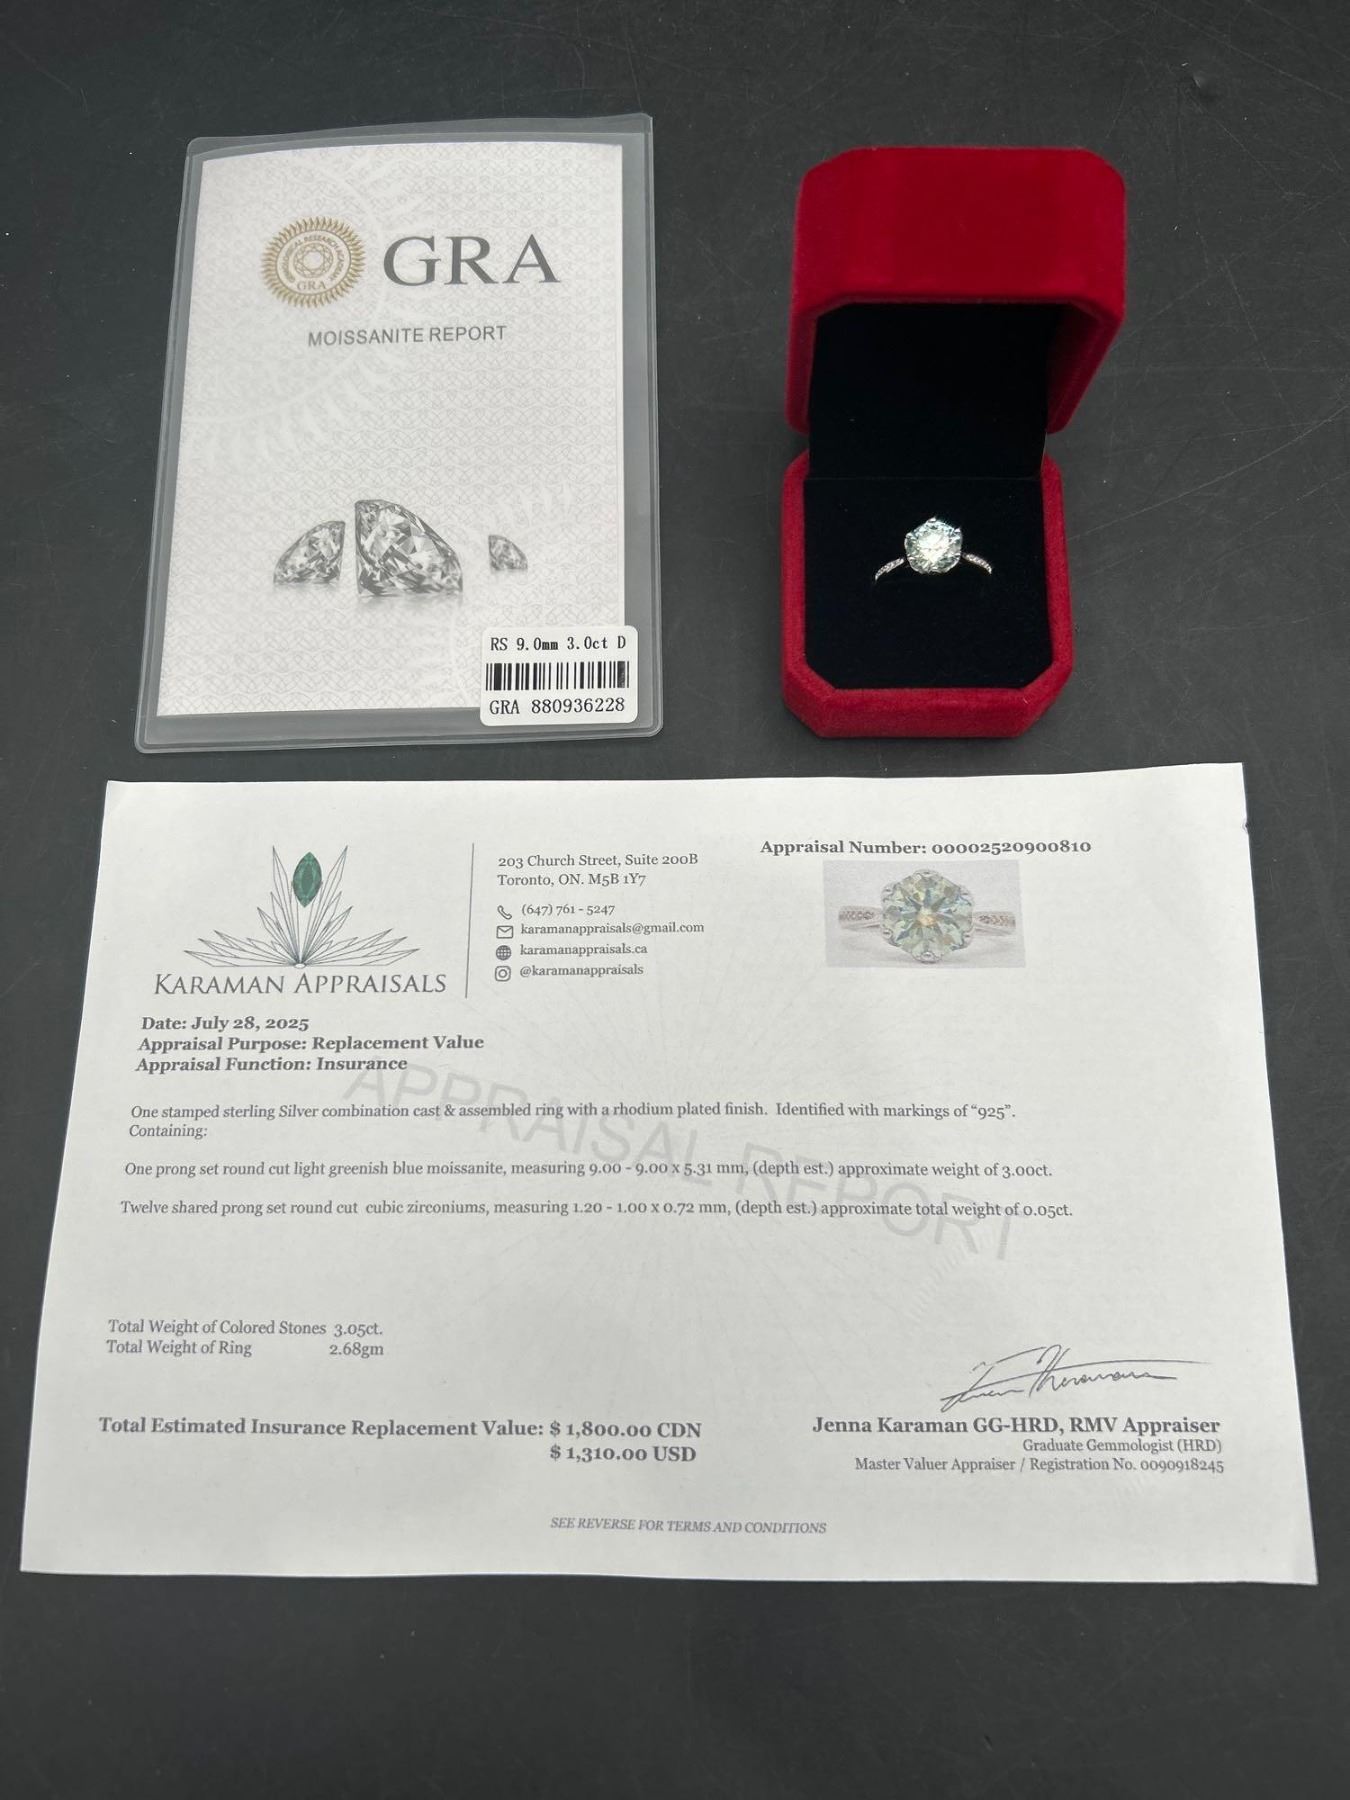 GEMOLOGICAL RESEARCH ACADEMY
GRA
GRA
MOISSANITE REPORT
RS 9.0mm 3.0ct D
GRA 880936228
KARAMAN APPRAISALS
203 Church Street, Suite 200B
Toronto, ON. M5B 1Y7
(647) 761 - 5247
karamanappraisals@gmail.com
karamanappraisals.ca
@karamanappraisals
Appraisal Number: 00002520900810
Date: July 28, 2025
Appraisal Purpose: Replacement Value
Appraisal Function: Insurance
APPRAISAL REPORT
One stamped sterling Silver combination cast & assembled ring with a rhodium plated finish. Identified with markings of “925”.
Containing:
One prong set round cut light greenish blue moissanite, measuring 9.00 - 9.00 x 5.31 mm, (depth est.) approximate weight of 3.00ct.
Twelve shared prong set round cut cubic zirconiums, measuring 1.20 - 1.00 x 0.72 mm, (depth est.) approximate total weight of 0.05ct.
Total Weight of Colored Stones 3.05ct.
Total Weight of Ring 2.68gm
Total Estimated Insurance Replacement Value: $ 1,800.00 CDN
$ 1,310.00 USD
Jenna Karaman GG-HRD, RMV Appraiser
Graduate Gemmologist (HRD)
Master Valuer Appraiser / Registration No. 0090918245
SEE REVERSE FOR TERMS AND CONDITIONS